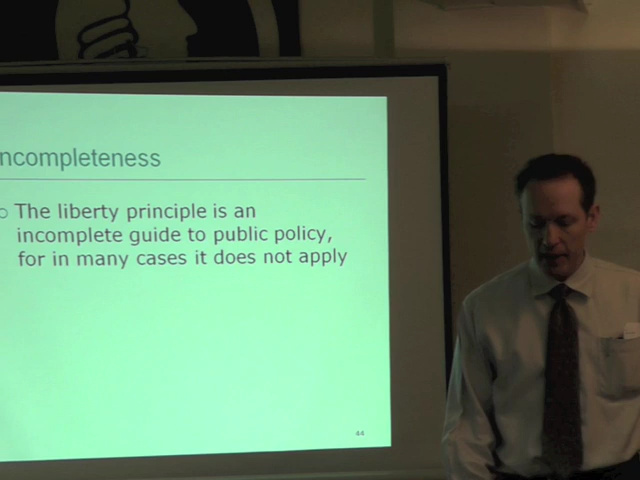 ncompleteness
The liberty principle is an
incomplete guide to public policy,
for in many cases it does not apply
44